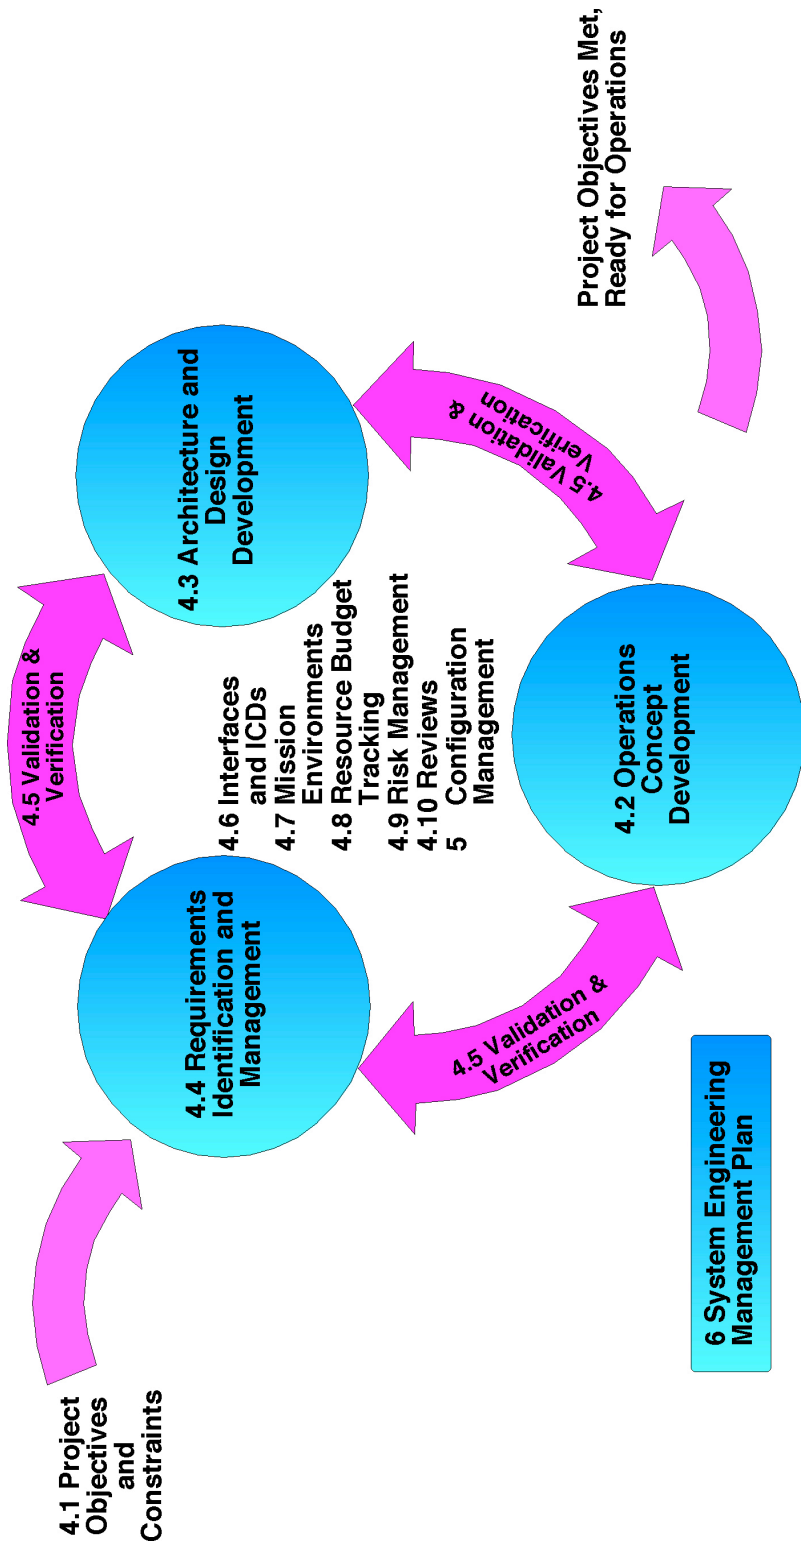 4.1 Project
Objectives
and
Constraints
4.5 Validation &
Verification
4.4 Requirements
Identification and
Management
4.3 Architecture and
Design
Development
4.6 Interfaces
and ICDs
4.7 Mission
Environments
4.8 Resource Budget
Tracking
4.9 Risk Management
4.10 Reviews
5 Configuration
Management
4.5 Validation &
Verification
4.5 Validation &
Verification
4.2 Operations
Concept
Development
Project Objectives Met,
Ready for Operations
6 System Engineering
Management Plan